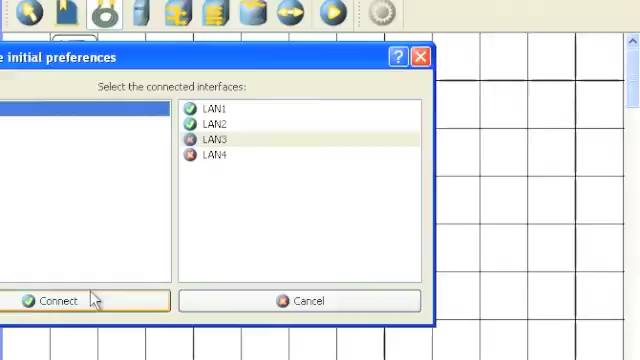 e initial preferences
Select the connected interfaces:
LAN1
LAN2
LAN3
LAN4
Connect
Cancel